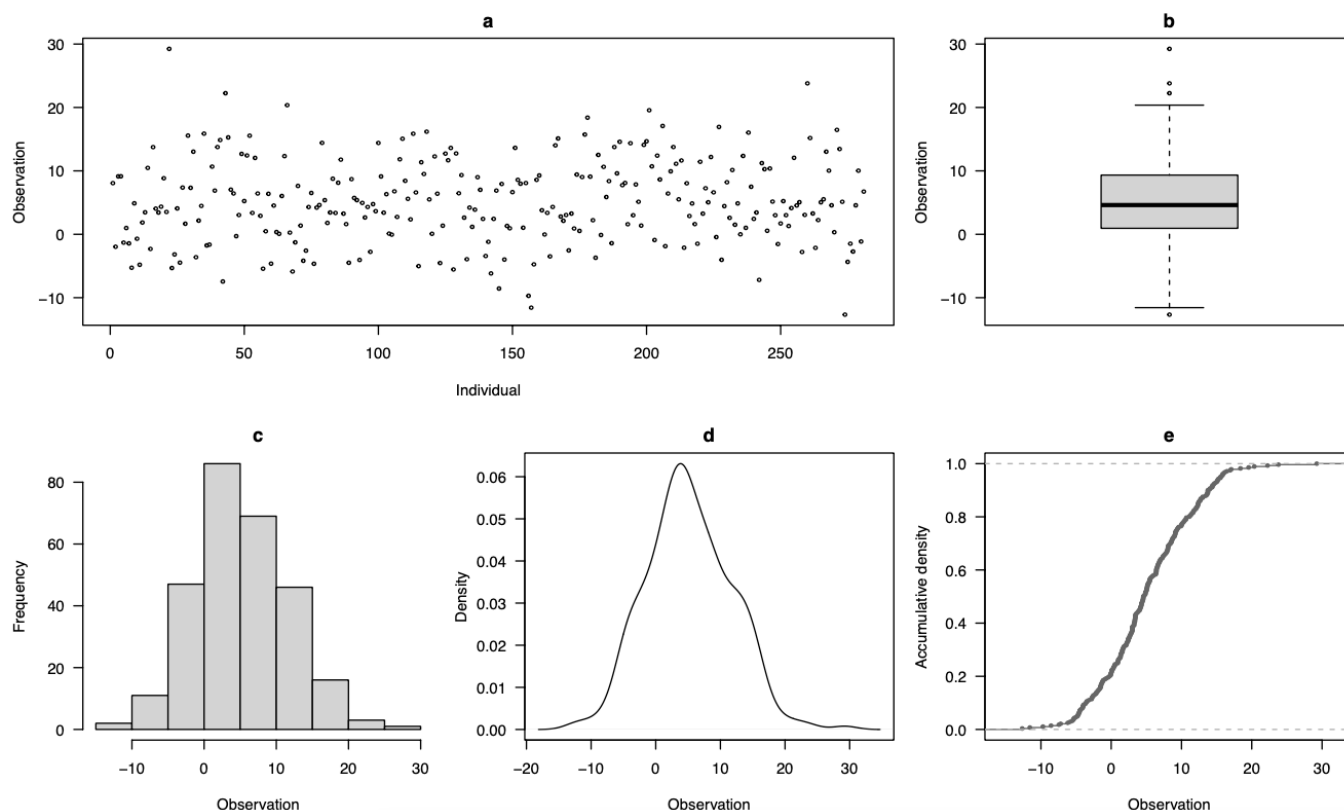 a
30
20
10
0
−10
Observation
0 50 100 150 200 250
Individual
b
30
20
10
0
−10
Observation
c
80
60
40
20
0
Frequency
−10 0 10 20 30
Observation
d
0.06
0.05
0.04
0.03
0.02
0.01
0.00
Density
−20 −10 0 10 20 30
Observation
e
1.0
0.8
0.6
0.4
0.2
0.0
Accumulative density
−10 0 10 20 30
Observation